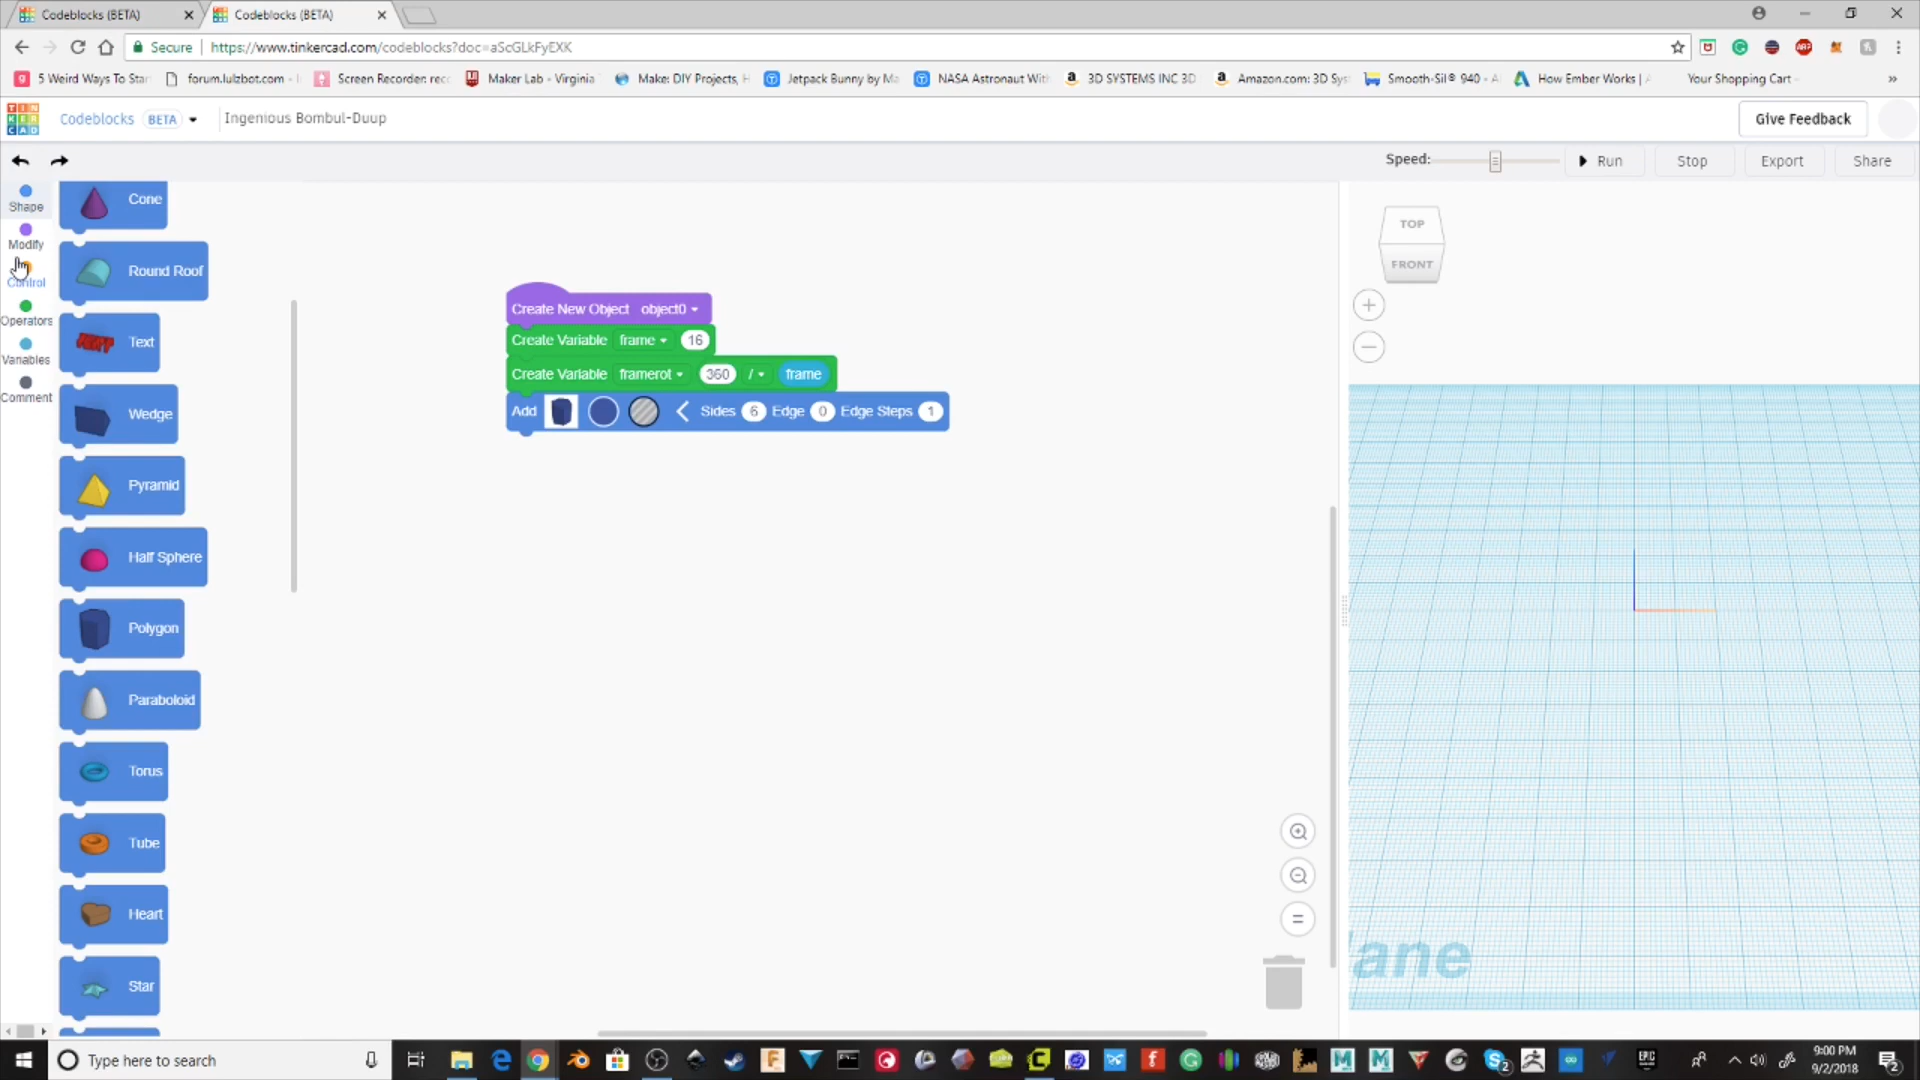 Codeblocks (BETA)
Codeblocks (BETA)
Secure
https://www.tinkercad.com/codeblocks?doc=aScGLkFyEXK
5 Weird Ways To Star
forum.lulzbot.com -
Screen Recorder: rec
Maker Lab - Virginia
Make: DIY Projects, H
Jetpack Bunny by Ma
NASA Astronaut With
3D SYSTEMS INC 3D
Amazon.com: 3D Sys
Smooth-Sil® 940 - A
How Ember Works |
Your Shopping Cart -
»
TIN
KER
CAD
Codeblocks BETA
Ingenious Bombul-Duup
Give Feedback
Speed:
Run
Stop
Export
Share
Shape
Modify
Control
Operators
Variables
Comment
Cone
Round Roof
Text
Wedge
Pyramid
Half Sphere
Polygon
Paraboloid
Torus
Tube
Heart
Star
Create New Object object0
Create Variable frame 16
Create Variable framerot 360 / frame
Add Sides 6 Edge 0 Edge Steps 1
TOP
FRONT
lane
Type here to search
9:00 PM
9/2/2018